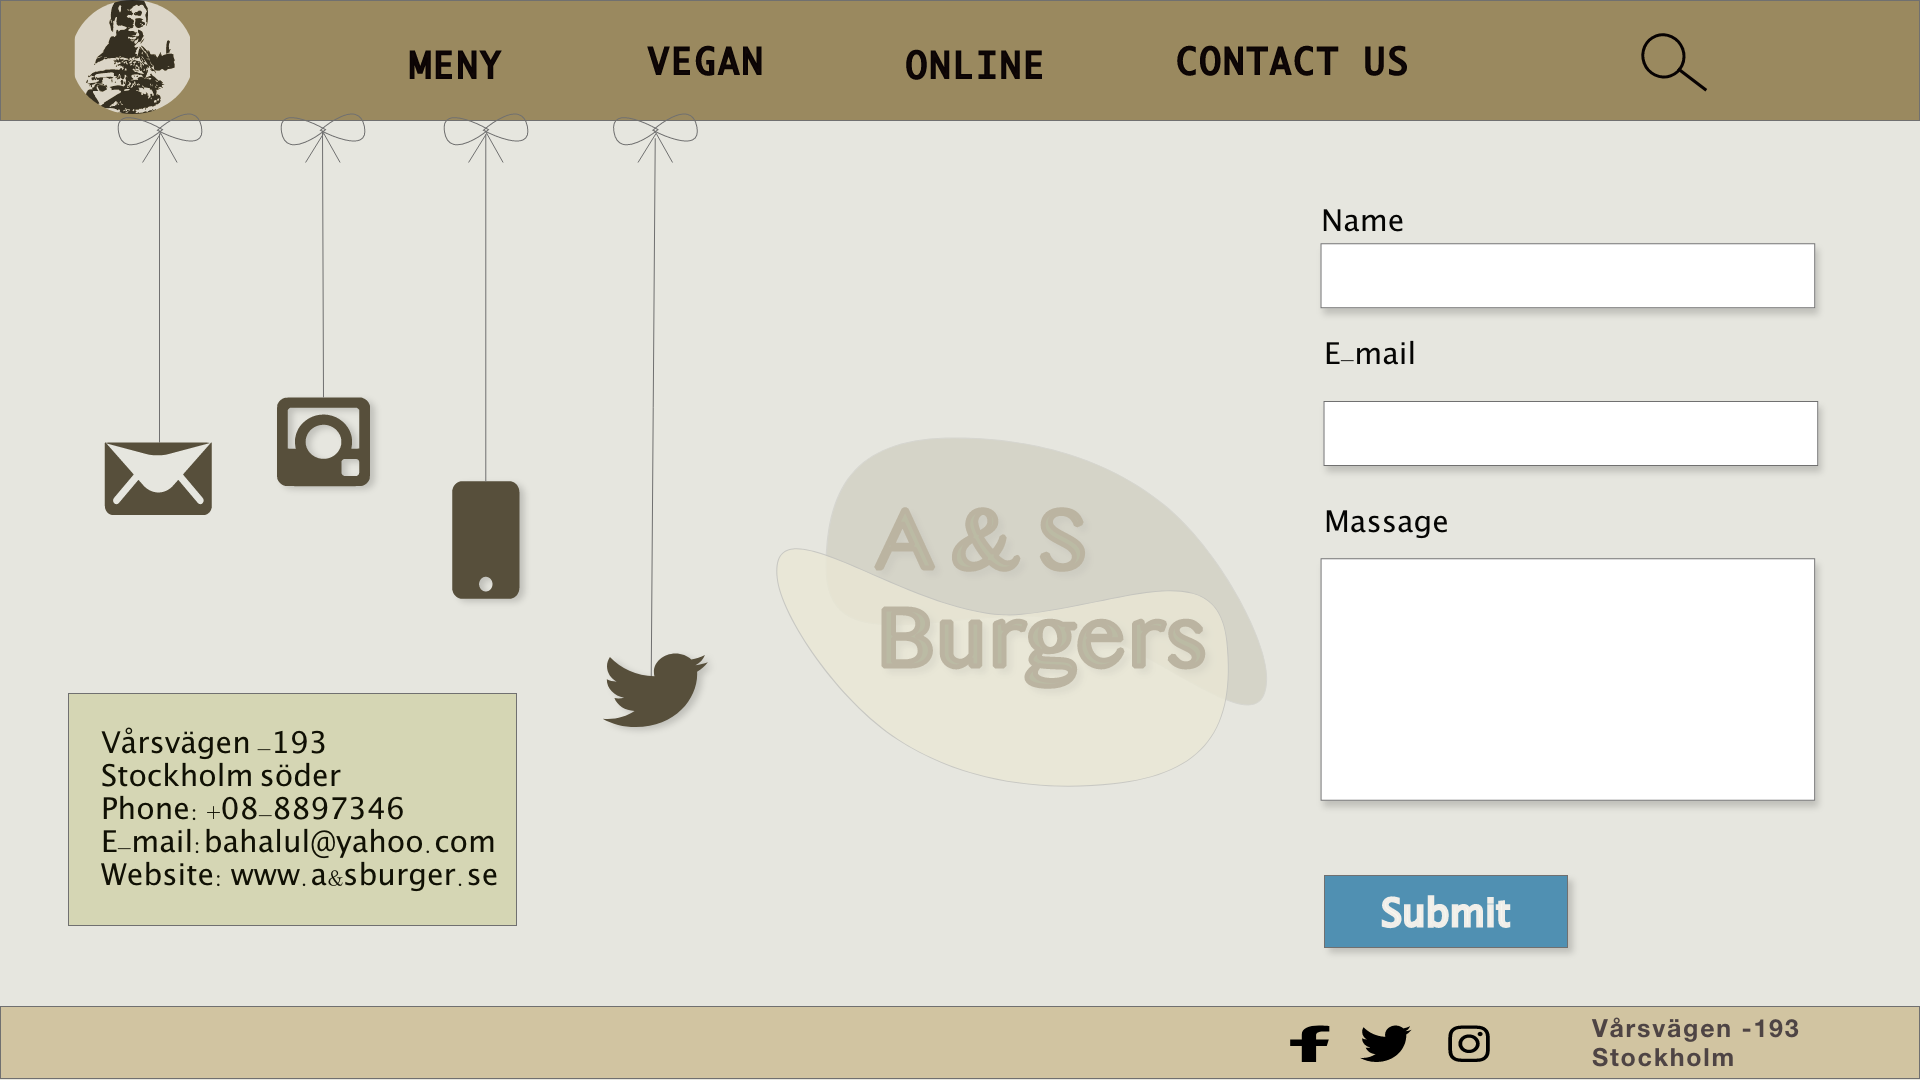 MENY
VEGAN
ONLINE
CONTACT US
Name
E-mail
Massage
A & S
Burgers
Vårsvägen -193
Stockholm söder
Phone: +08-8897346
E-mail:bahalul@yahoo.com
Website: www.a&sburger.se
Submit
Vårsvägen -193
Stockholm